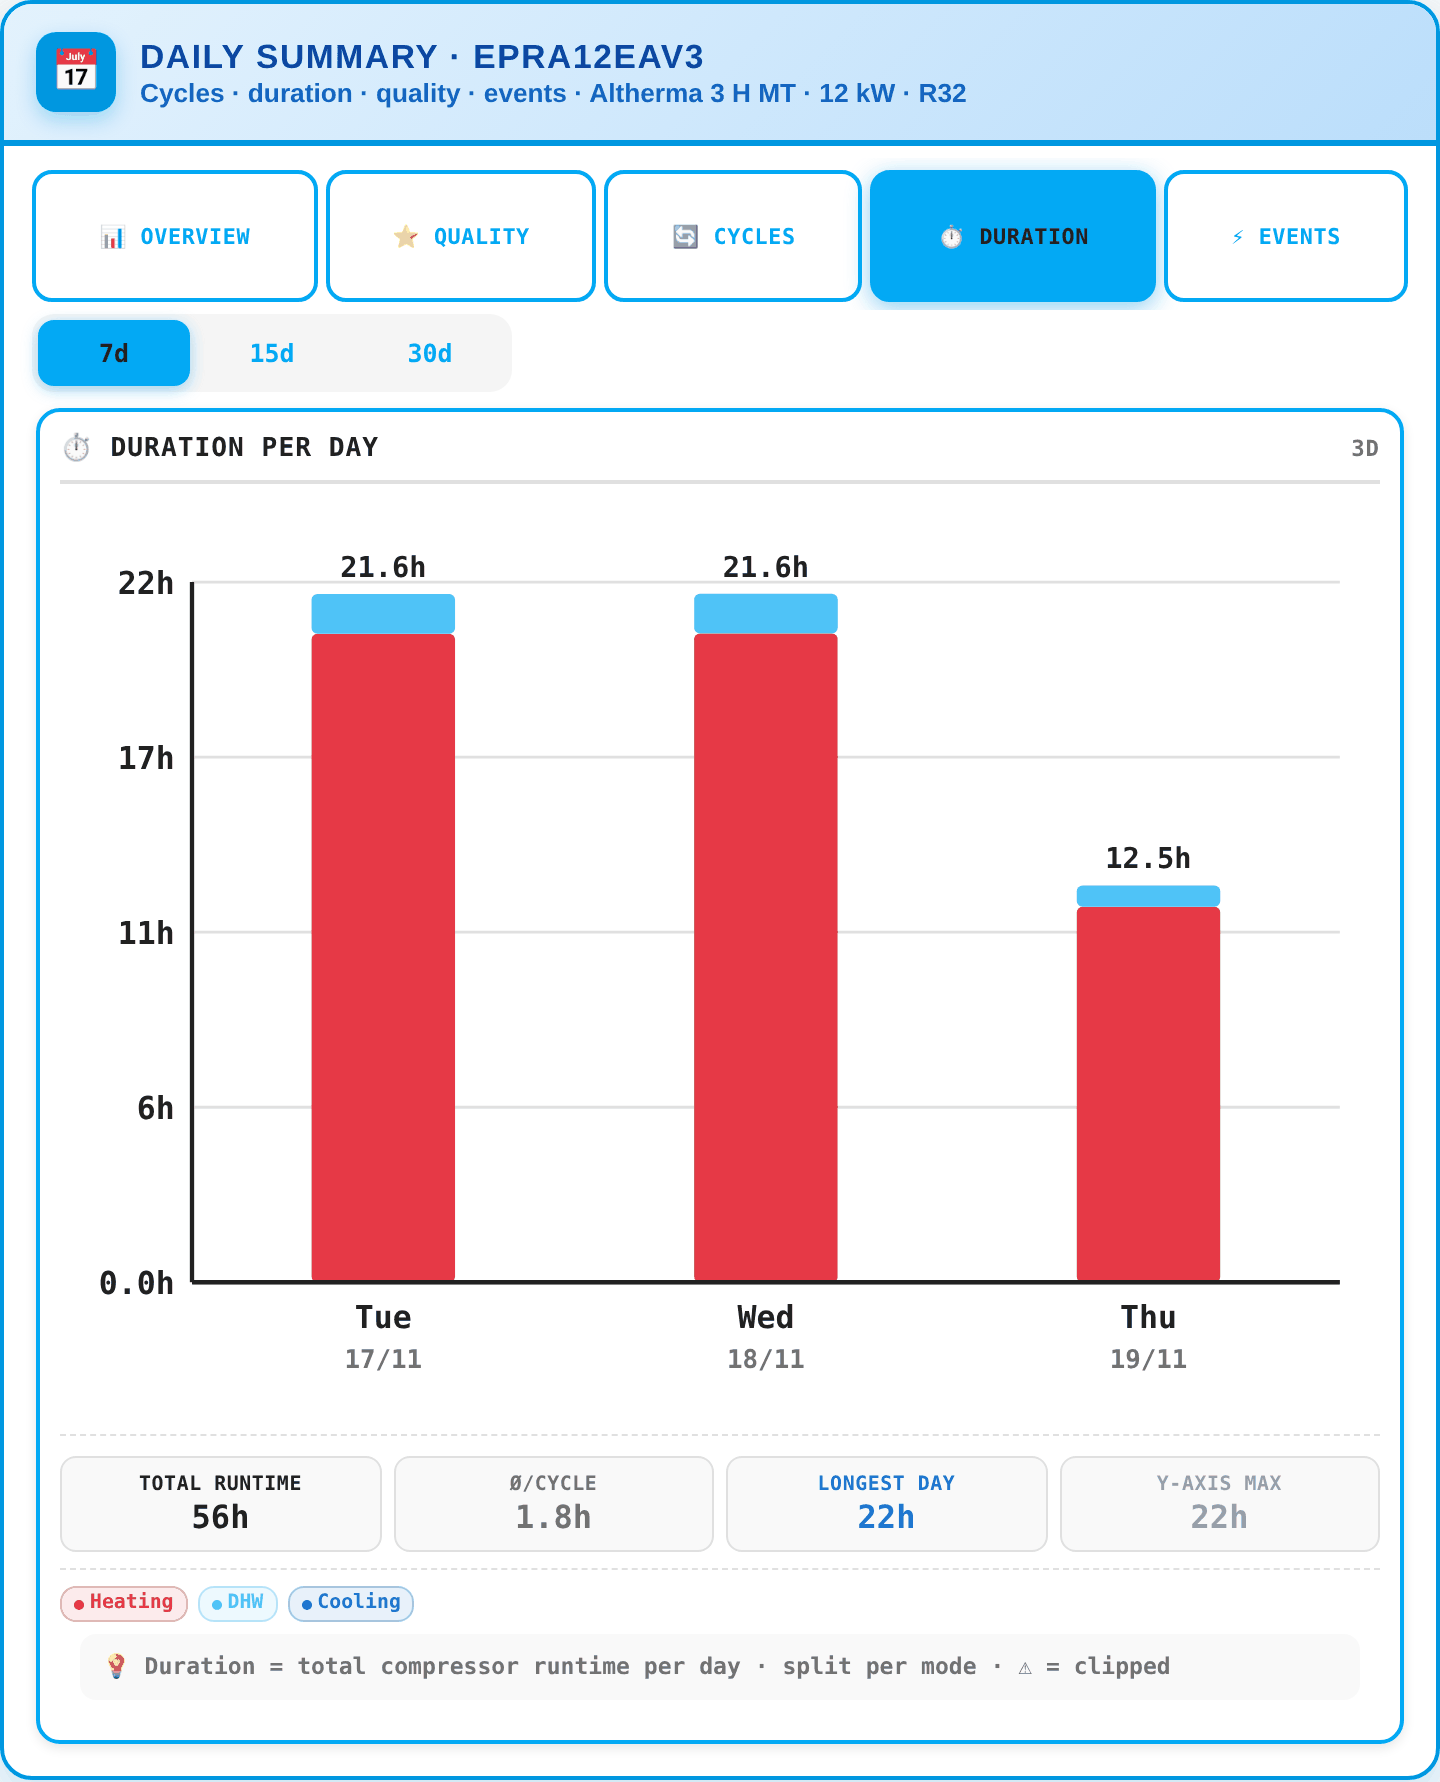 July
17
DAILY SUMMARY · EPRA12EAV3
Cycles · duration · quality · events · Altherma 3 H MT · 12 kW · R32
📊 OVERVIEW
⭐ QUALITY
🔄 CYCLES
⏱️ DURATION
⚡ EVENTS
7d
15d
30d
⏱️ DURATION PER DAY
3D
21.6h
21.6h
22h
17h
12.5h
11h
6h
0.0h
Tue
Wed
Thu
17/11
18/11
19/11
TOTAL RUNTIME
56h
Ø/CYCLE
1.8h
LONGEST DAY
22h
Y-AXIS MAX
22h
Heating
DHW
Cooling
💡 Duration = total compressor runtime per day · split per mode · ⚠ = clipped